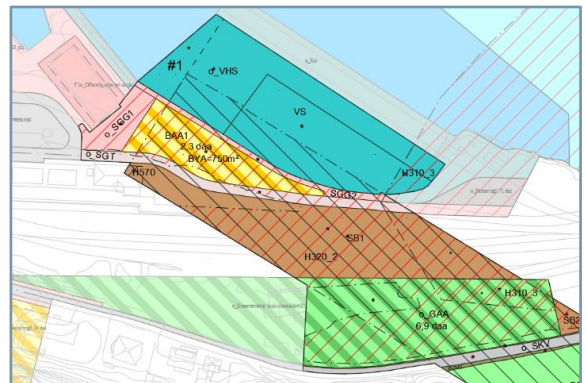 #1
o_VHS
VS
o_SGG1
BAA1
2,3 daa
BYA=750m²
H310_3
o_SGT
H570
SGG2
SB1
H320_2
H310_3
o_GAA
6,9 daa
SB2
o_SKV